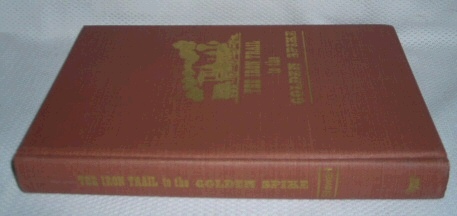 THE IRON TRAIL
to the
GOLDEN SPIKE
THE IRON TRAIL to the GOLDEN SPIKE